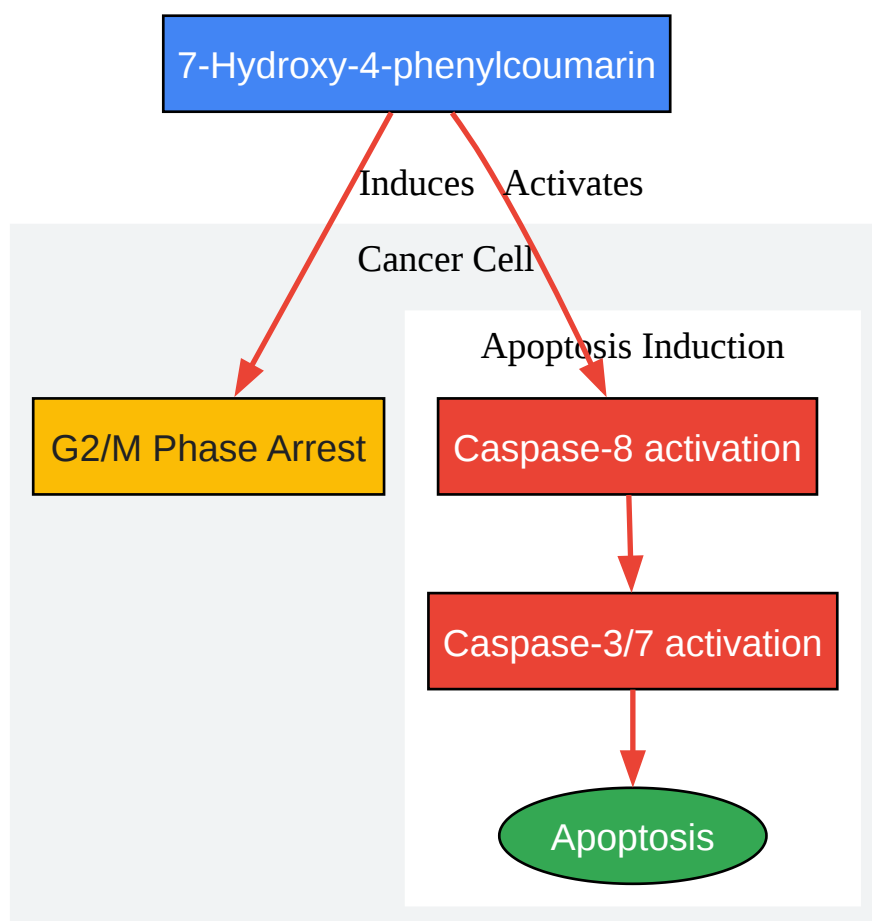 7-Hydroxy-4-phenylcoumarin
Induces
Activates
Cancer Cell
Apoptosis Induction
G2/M Phase Arrest
Caspase-8 activation
Caspase-3/7 activation
Apoptosis